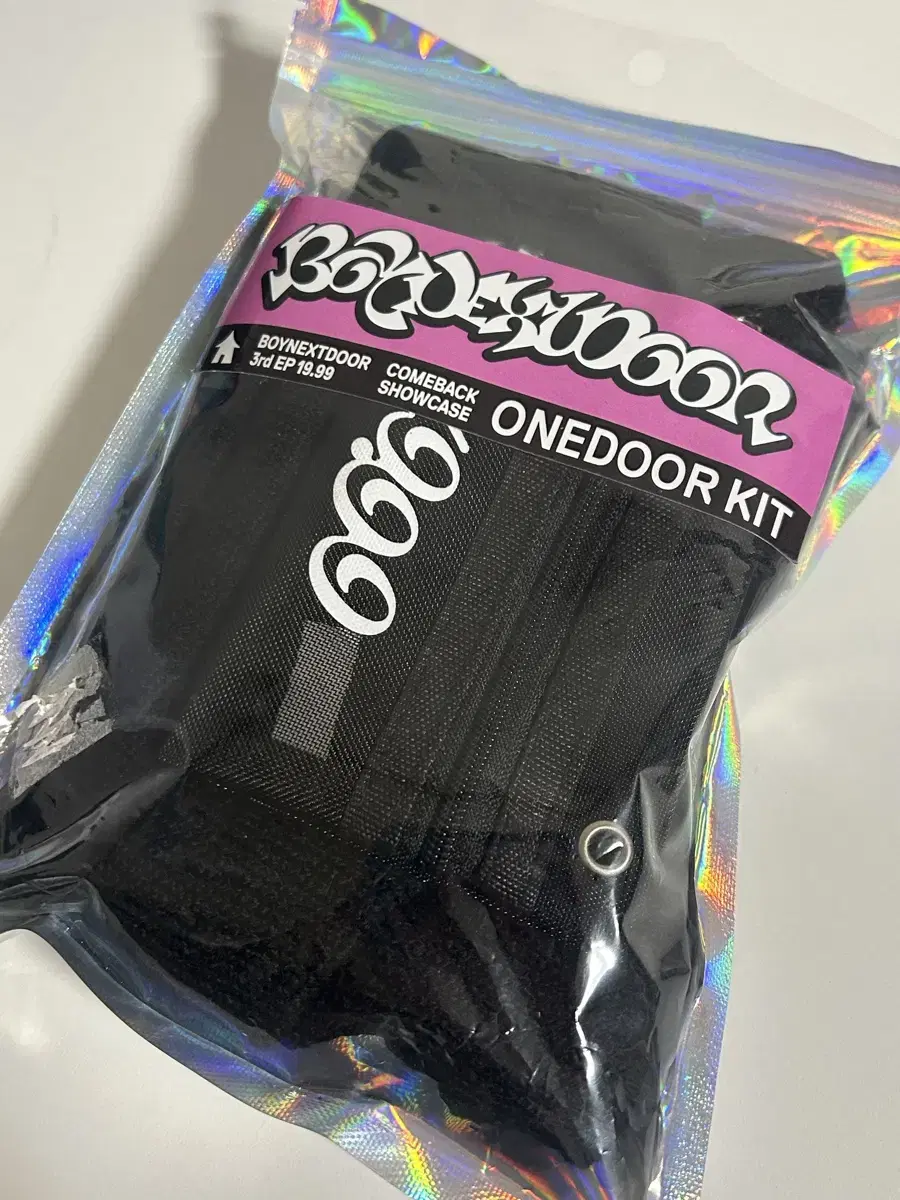 BOYNEXTDOOR
BOYNEXTDOOR
3rd EP 19.99
COMEBACK
SHOWCASE
ONEDOOR KIT